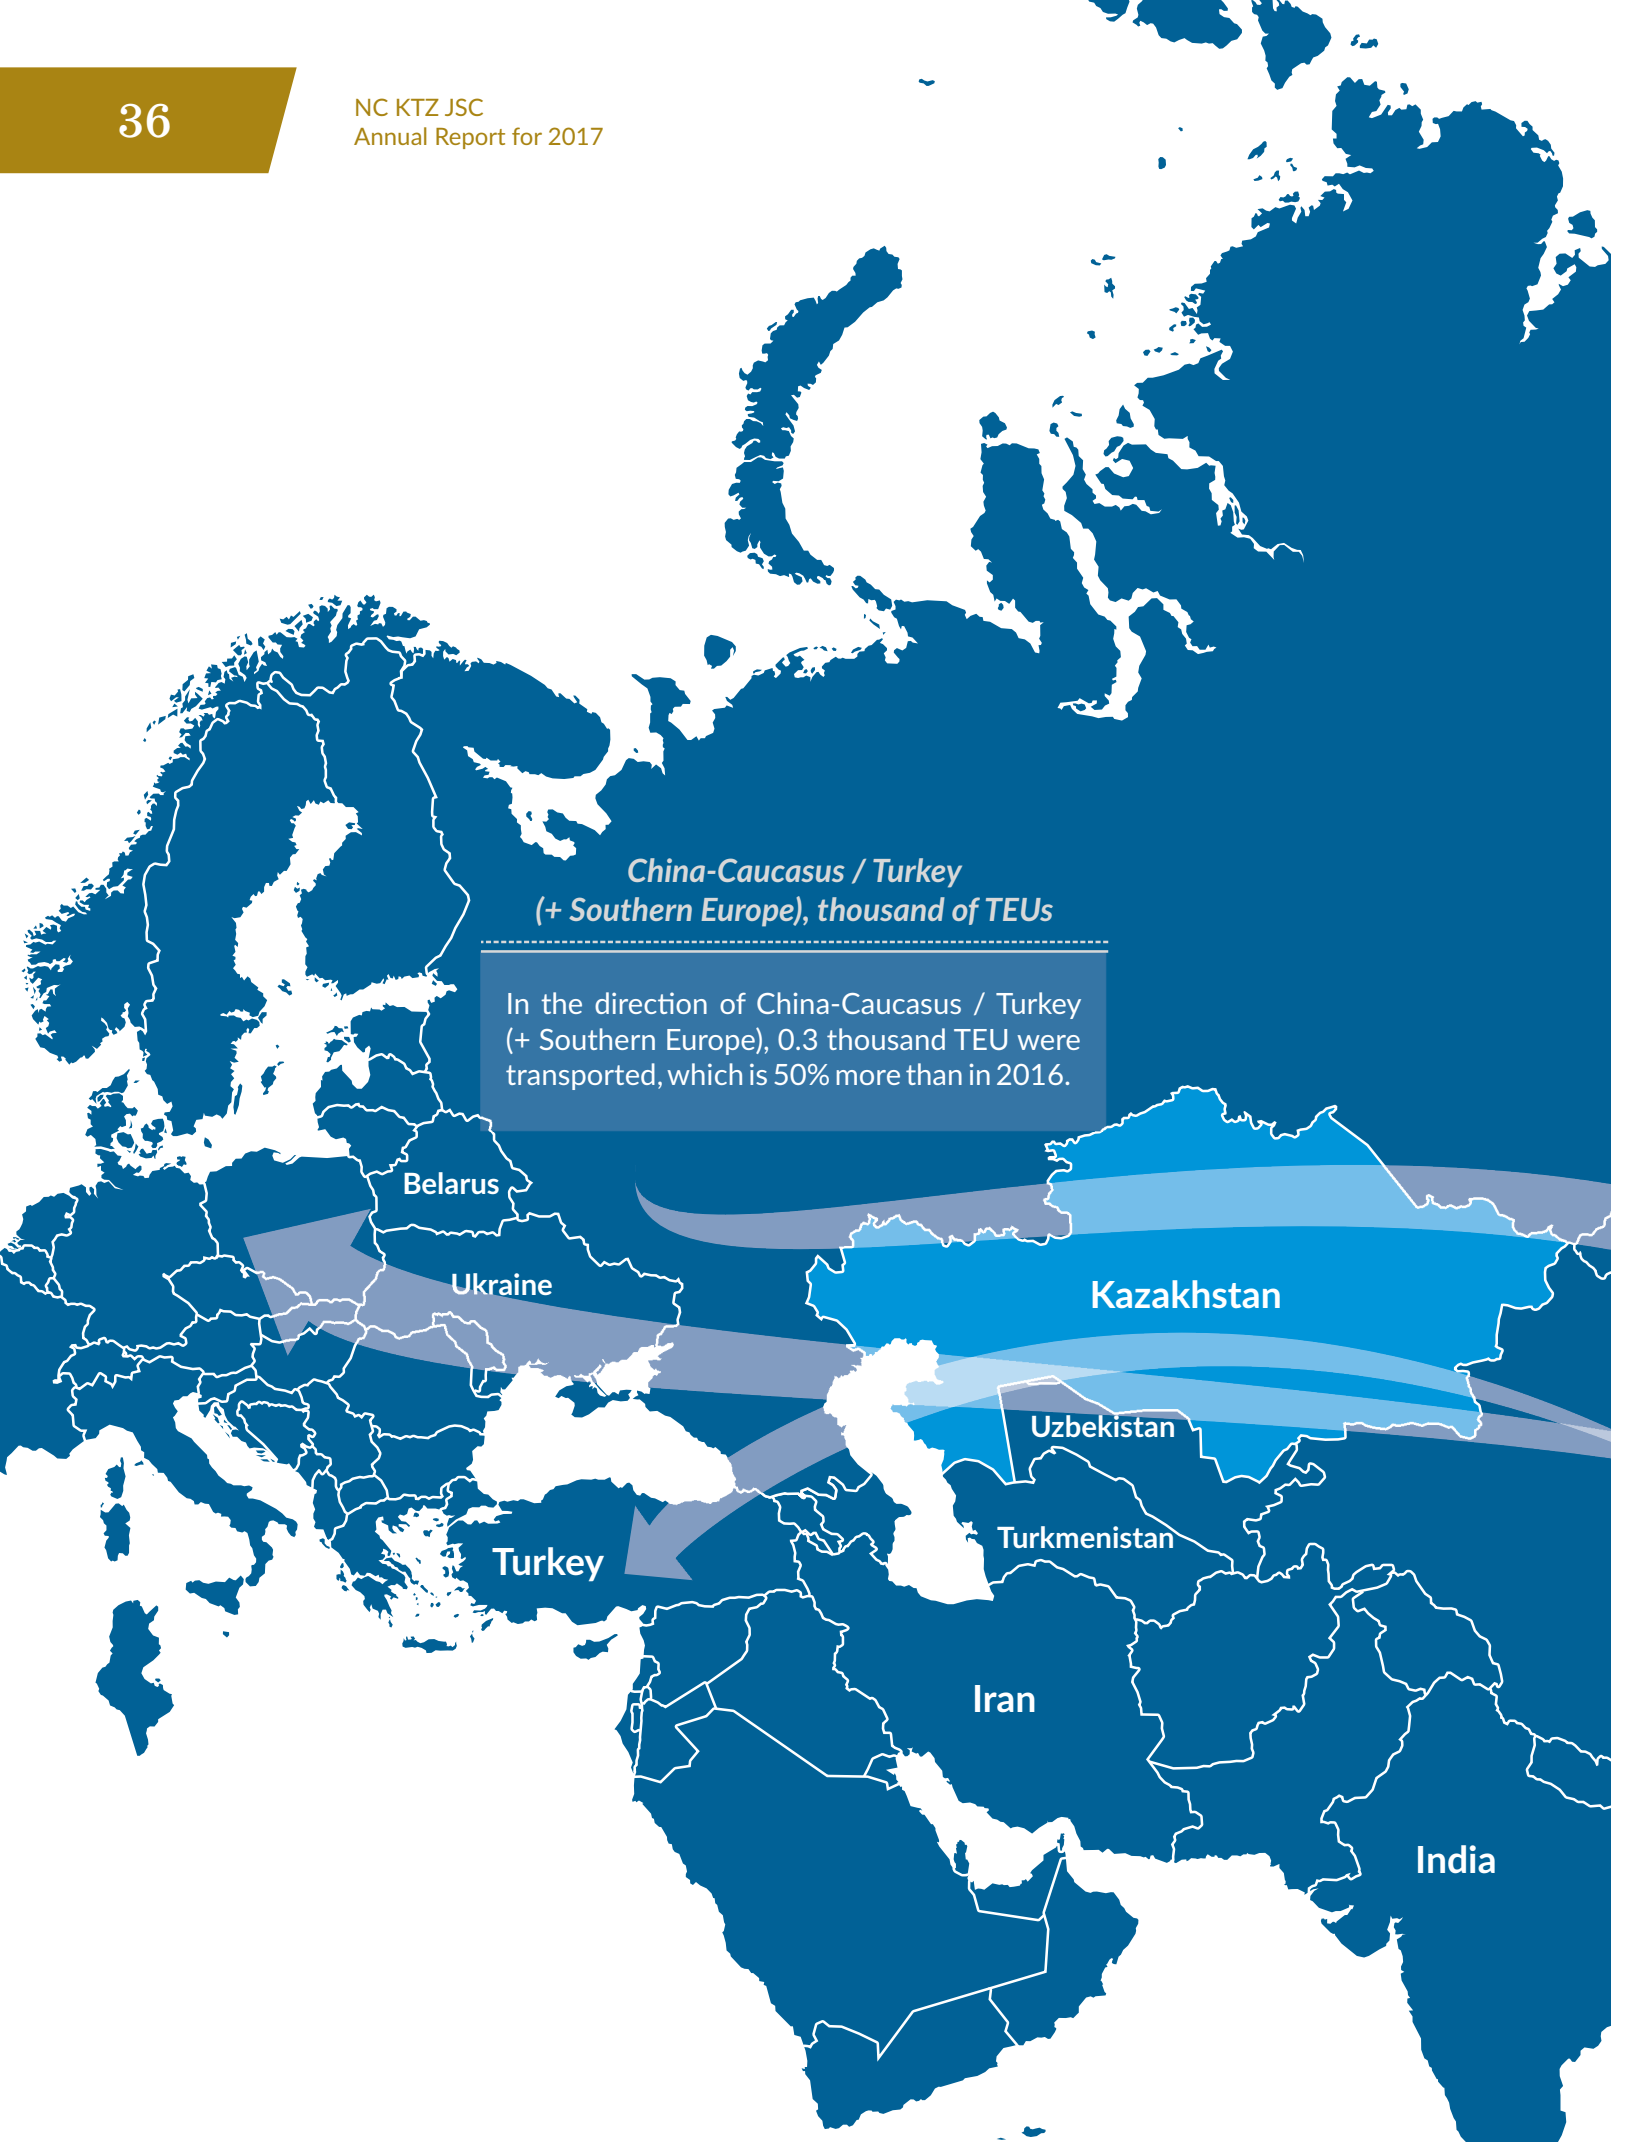 36
NC KTZ JSC
Annual Report for 2017
China-Caucasus / Turkey
(+ Southern Europe), thousand of TEUs
In the direction of China-Caucasus / Turkey
(+ Southern Europe), 0.3 thousand TEU were
transported, which is 50% more than in 2016.
Belarus
Ukraine
Kazakhstan
Uzbekistan
Turkmenistan
Turkey
Iran
India